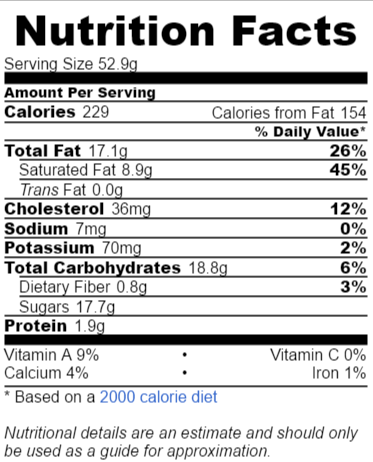 Nutrition Facts
Serving Size 52.9g
Amount Per Serving
Calories 229 Calories from Fat 154
% Daily Value*
Total Fat 17.1g 26%
Saturated Fat 8.9g 45%
Trans Fat 0.0g
Cholesterol 36mg 12%
Sodium 7mg 0%
Potassium 70mg 2%
Total Carbohydrates 18.8g 6%
Dietary Fiber 0.8g 3%
Sugars 17.7g
Protein 1.9g
Vitamin A 9% • Vitamin C 0%
Calcium 4% • Iron 1%
* Based on a 2000 calorie diet
Nutritional details are an estimate and should only
be used as a guide for approximation.